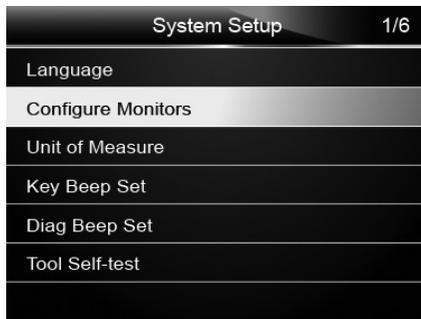 System Setup 1/6
Language
Configure Monitors
Unit of Measure
Key Beep Set
Diag Beep Set
Tool Self-test